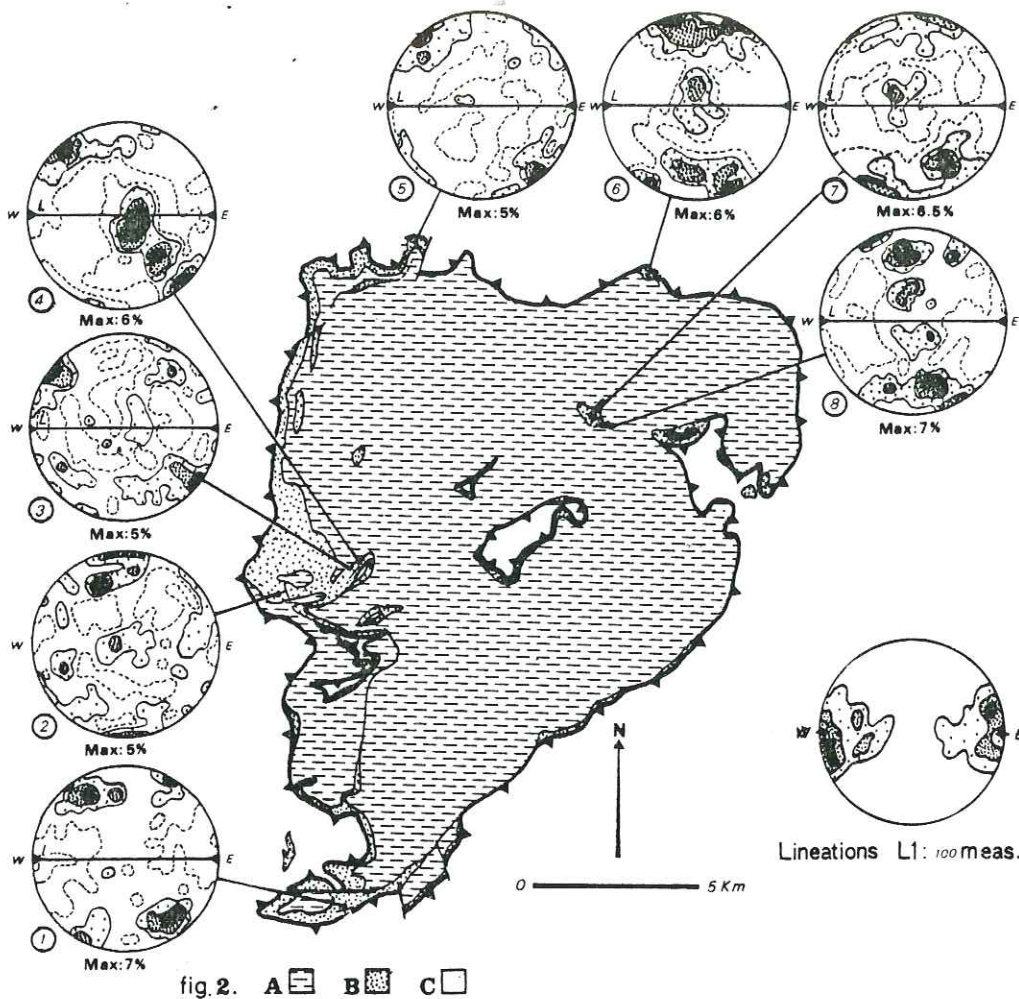 W L E
5
Max:5%
W L E
6
Max:6%
W L E
7
Max:6.5%
W L E
4
Max:6%
W L E
8
Max:7%
W L E
3
Max:5%
W E
2
Max:5%
W L E
1
Max:7%
N
0 5 Km
W E
Lineations L1: 100 meas.
fig.2. A B C